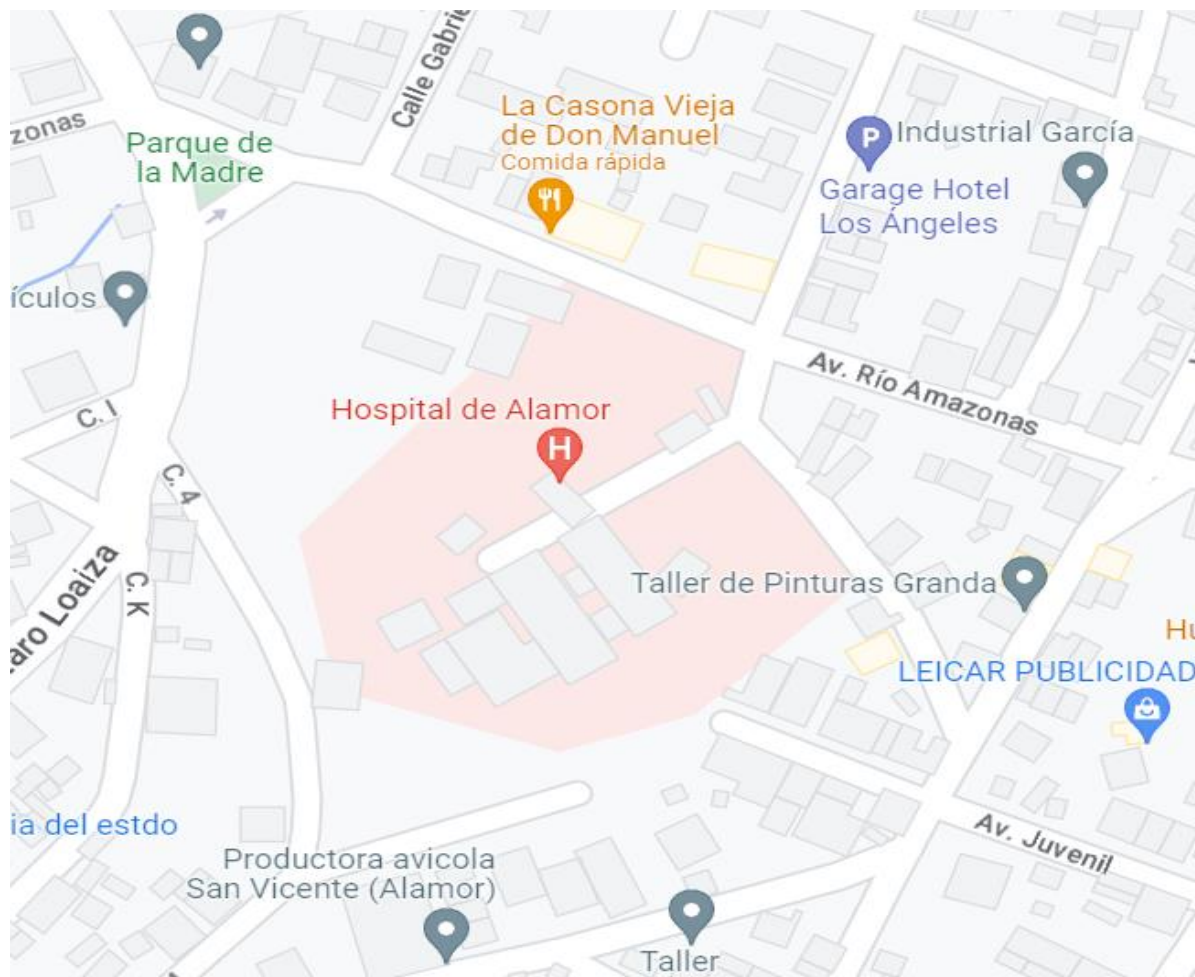 Calle Gabrie
zonas
Parque de
la Madre
La Casona Vieja
de Don Manuel
Comida rápida
P
Industrial García
Garage Hotel
Los Ángeles
ículos
Av. Río Amazonas
C. I
Hospital de Alamor
H
C. 4
C. K
aro Loaiza
Taller de Pinturas Granda
Hu
LEICAR PUBLICIDAD
ia del estdo
Productora avicola
San Vicente (Alamor)
Av. Juvenil
Taller